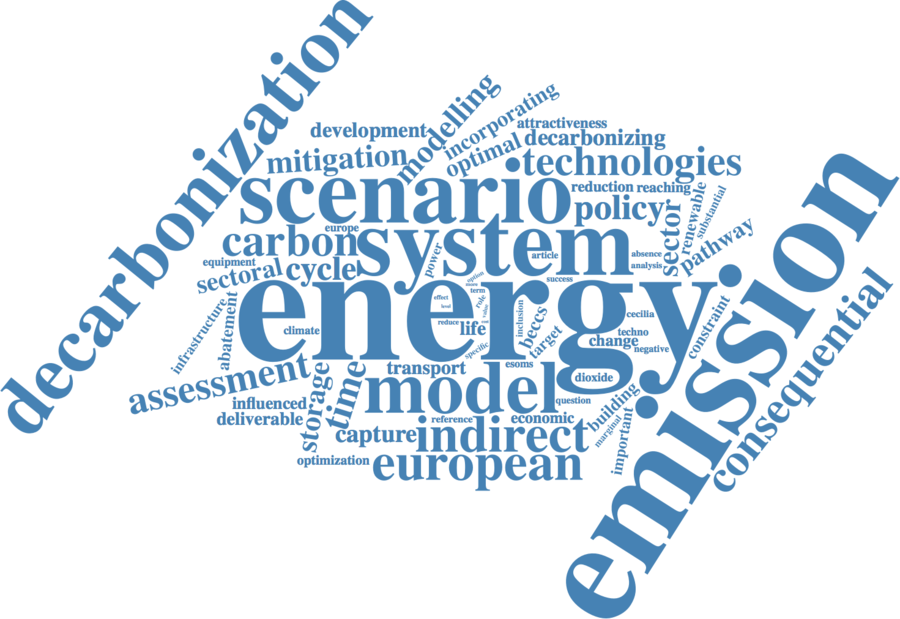 decarbonization
modelling
incorporating
attractiveness
development
optimal
decarbonizing
mitigation
technologies
scenario
reduction
reaching
renewable
substantial
policy
sector
pathway
europe
carbon
system
power
article
absence
analysis
equipment
sectoral
cycle
energy
emission
option
success
term
effect
level
role
value
reduce
life
specific
inclusion
beccs
target
cecilia
techno
change
negative
constraint
consequential
infrastructure
abatement
climate
assessment
storage
time
transport
esoms
dioxide
model
question
building
marginal
important
influenced
deliverable
reference
economic
capture
indirect
optimization
european